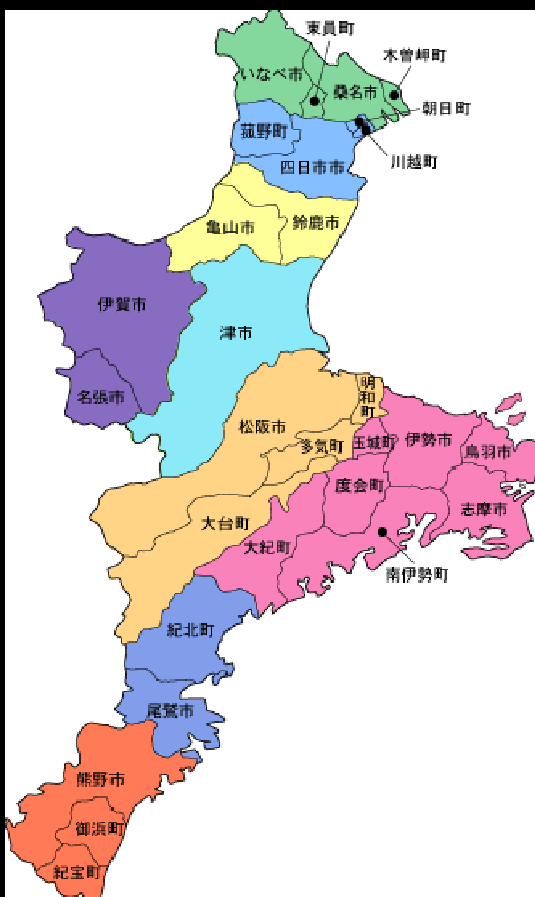 東員町
木曽岬町
いなべ市
桑名市
朝日町
菰野町
川越町
四日市市
亀山市
鈴鹿市
伊賀市
津市
名張市
明和町
松阪市
多気町
玉城町
伊勢市
鳥羽市
度会町
志摩市
大台町
大紀町
南伊勢町
紀北町
尾鷲市
熊野市
御浜町
紀宝町